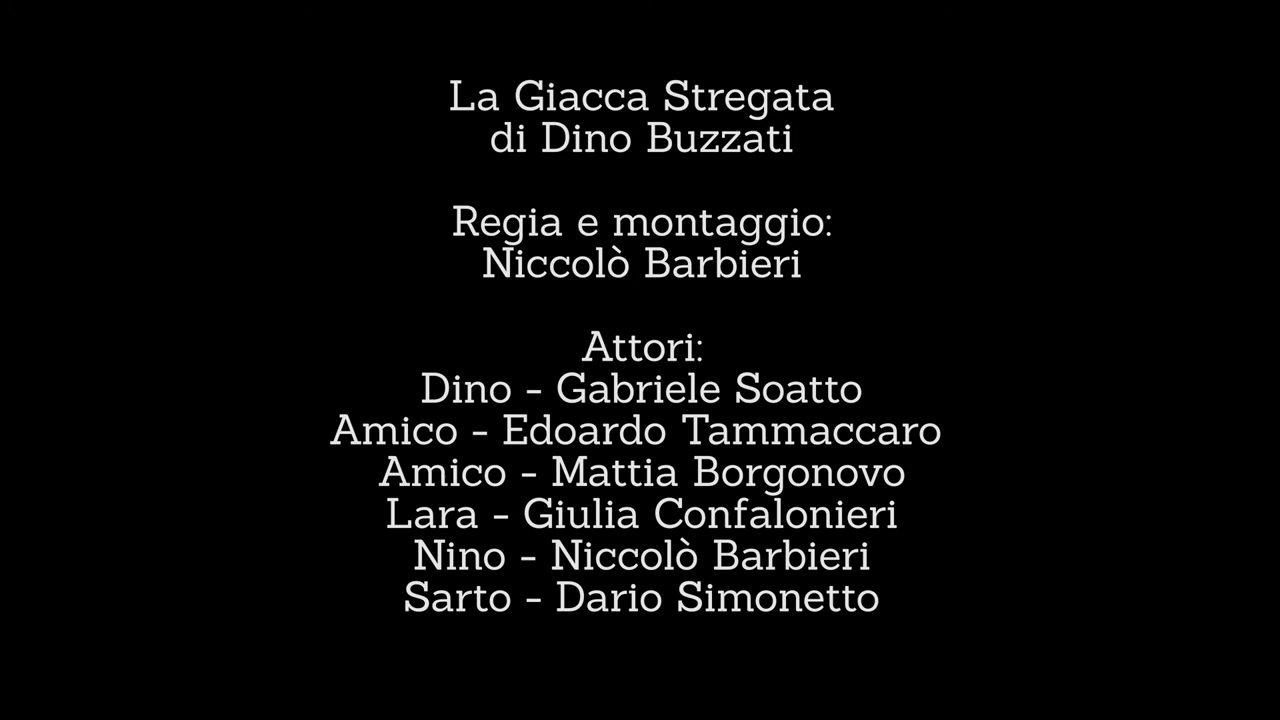 La Giacca Stregata
di Dino Buzzati
Regia e montaggio:
Niccolò Barbieri
Attori:
Dino - Gabriele Soatto
Amico - Edoardo Tammaccaro
Amico - Mattia Borgonovo
Lara - Giulia Confalonieri
Nino - Niccolò Barbieri
Sarto - Dario Simonetto